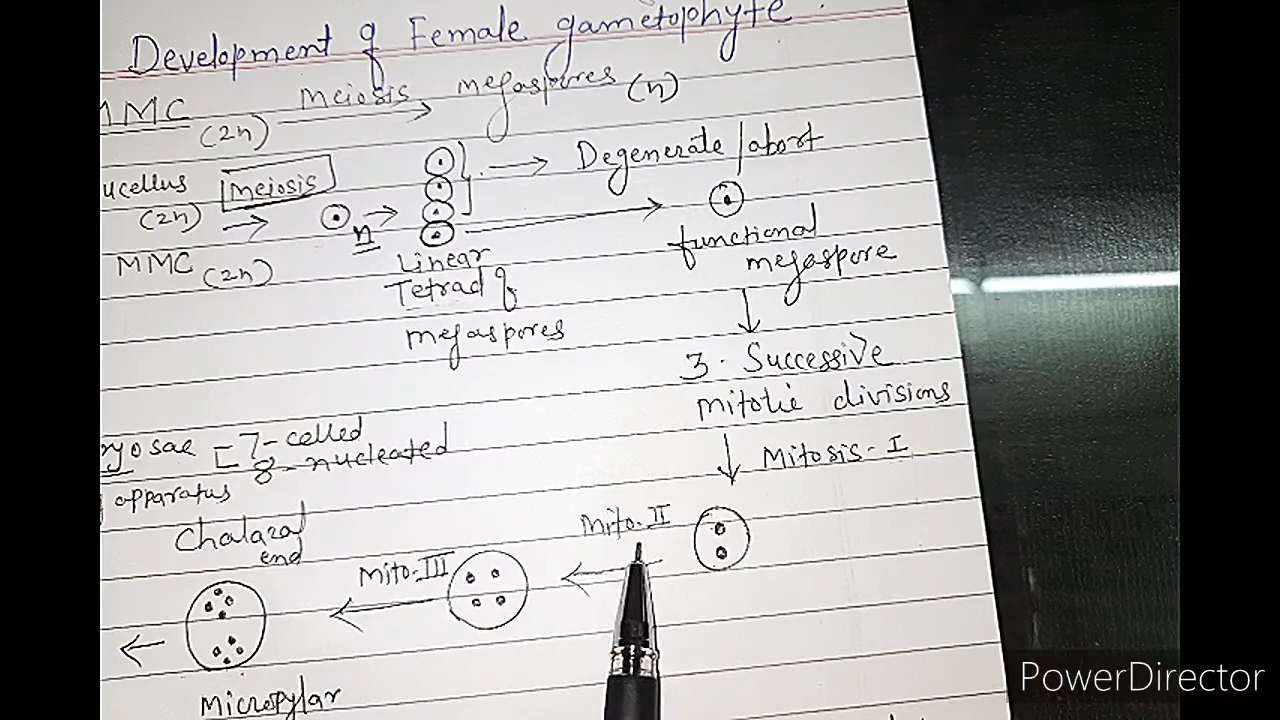 Development of Female gametophyte.
MMC (2n) Meiosis megaspores (n)
Degenerate/abort
ucellus Meiosis
(2n)
n
MMC (2n)
Linear
Tetrad of
megaspores
functional
megaspore
3. Successive
mitotic divisions
Mitosis-I
ryosac [7-celled
8-nucleated
apparatus
Chalazal
end
Mito-III
Mito-II
Micropylar
PowerDirector